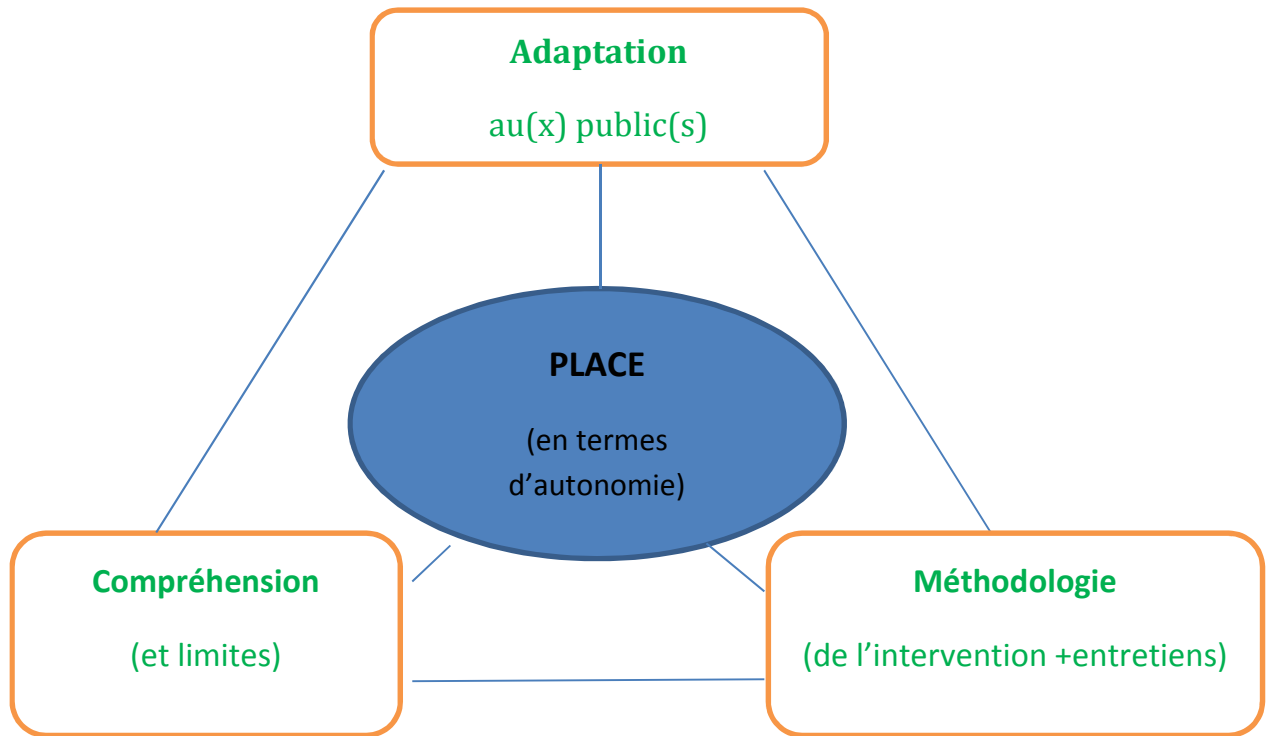 Adaptation
au(x) public(s)
PLACE
(en termes
d’autonomie)
Compréhension
(et limites)
Méthodologie
(de l’intervention +entretiens)